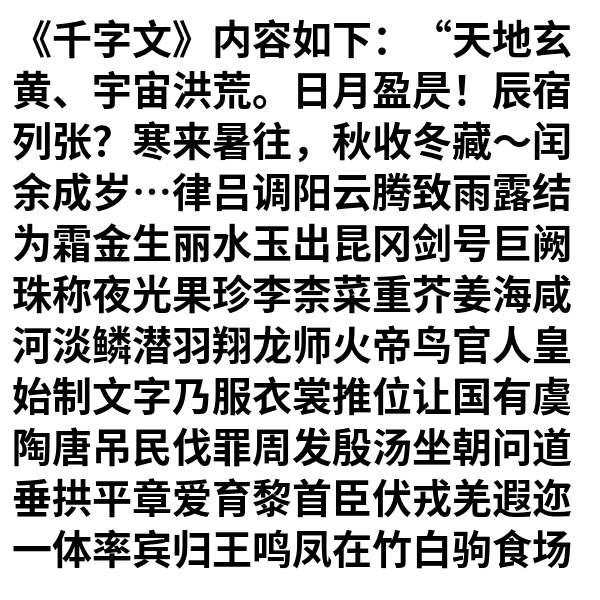 《千字文》内容如下：“天地玄
黄、宇宙洪荒。日月盈昃！辰宿
列张？寒来暑往，秋收冬藏～闰
余成岁…律吕调阳云腾致雨露结
为霜金生丽水玉出昆冈剑号巨阙
珠称夜光果珍李柰菜重芥姜海咸
河淡鳞潜羽翔龙师火帝鸟官人皇
始制文字乃服衣裳推位让国有虞
陶唐吊民伐罪周发殷汤坐朝问道
垂拱平章爱育黎首臣伏戎羌遐迩
一体率宾归王鸣凤在竹白驹食场